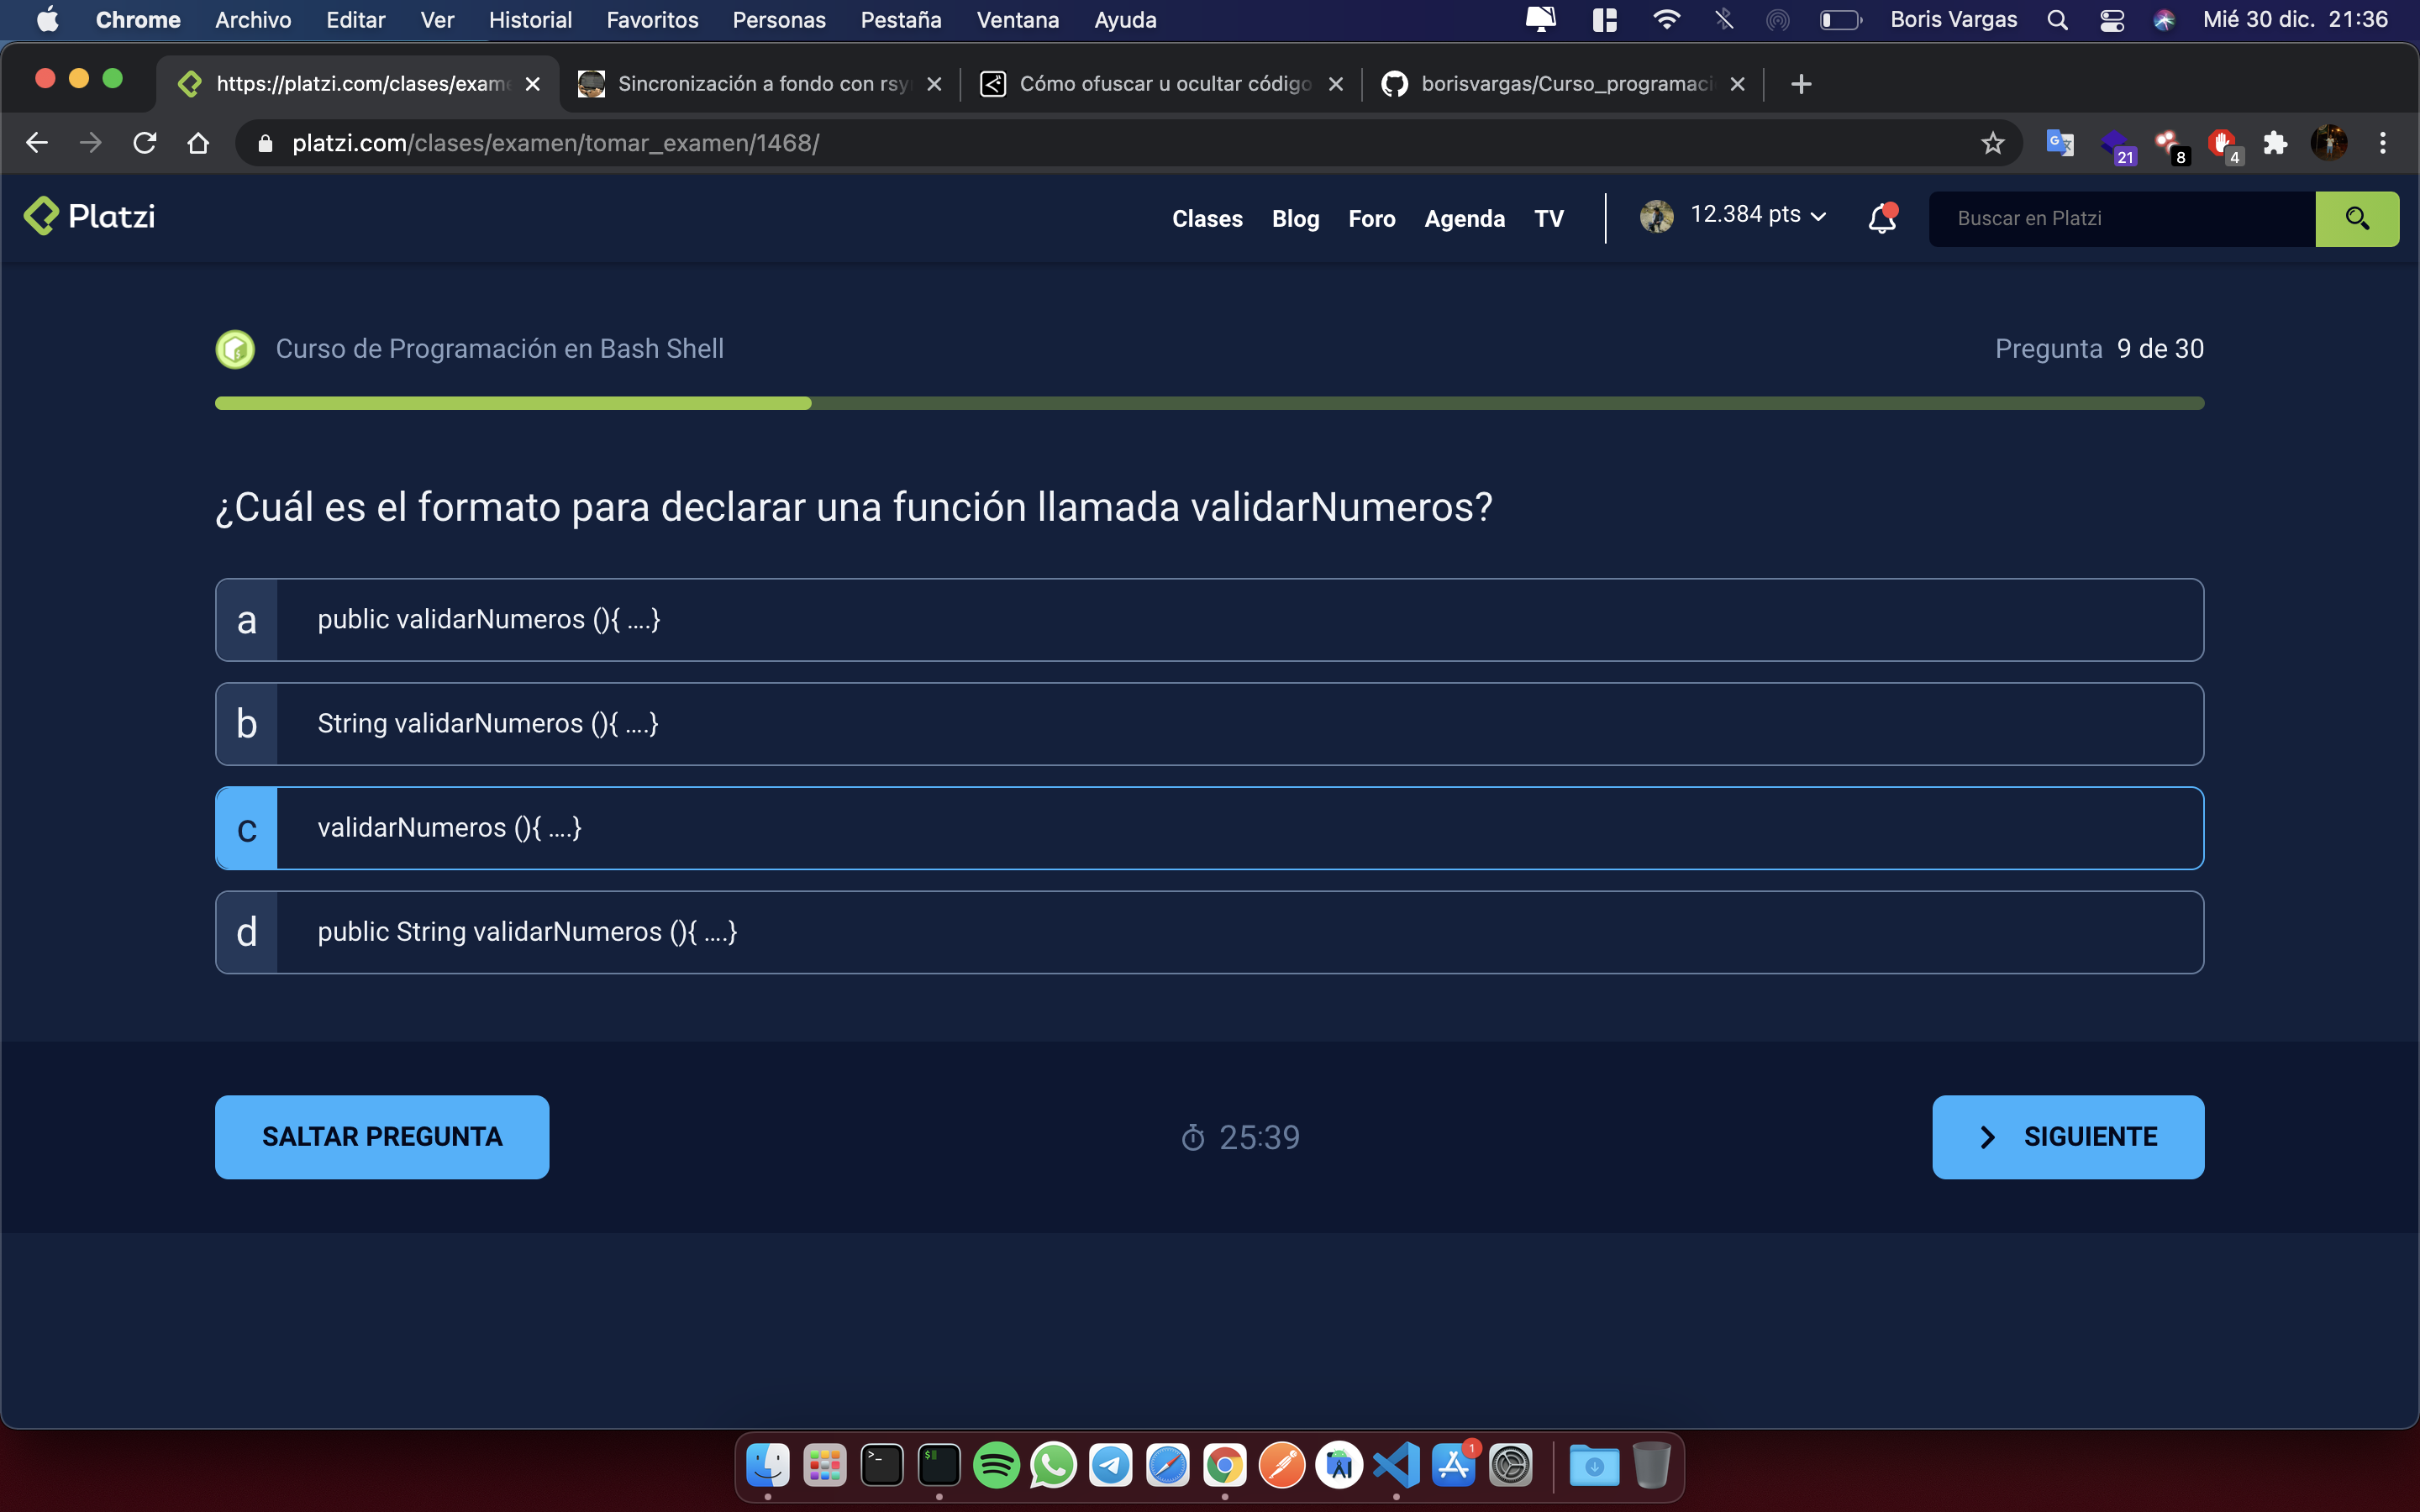 Chrome Archivo Editar Ver Historial Favoritos Personas Pestaña Ventana Ayuda Boris Vargas Mié 30 dic. 21:36
https://platzi.com/clases/exame Sincronización a fondo con rsy Cómo ofuscar u ocultar código borisvargas/Curso_programaci
platzi.com/clases/examen/tomar_examen/1468/ 21 8 4
Platzi Clases Blog Foro Agenda TV 12.384 pts Buscar en Platzi
Curso de Programación en Bash Shell Pregunta 9 de 30
¿Cuál es el formato para declarar una función llamada validarNumeros?
a public validarNumeros (){ ....}
b String validarNumeros (){ ....}
c validarNumeros (){ ....}
d public String validarNumeros (){ ....}
SALTAR PREGUNTA 25:39 SIGUIENTE
1